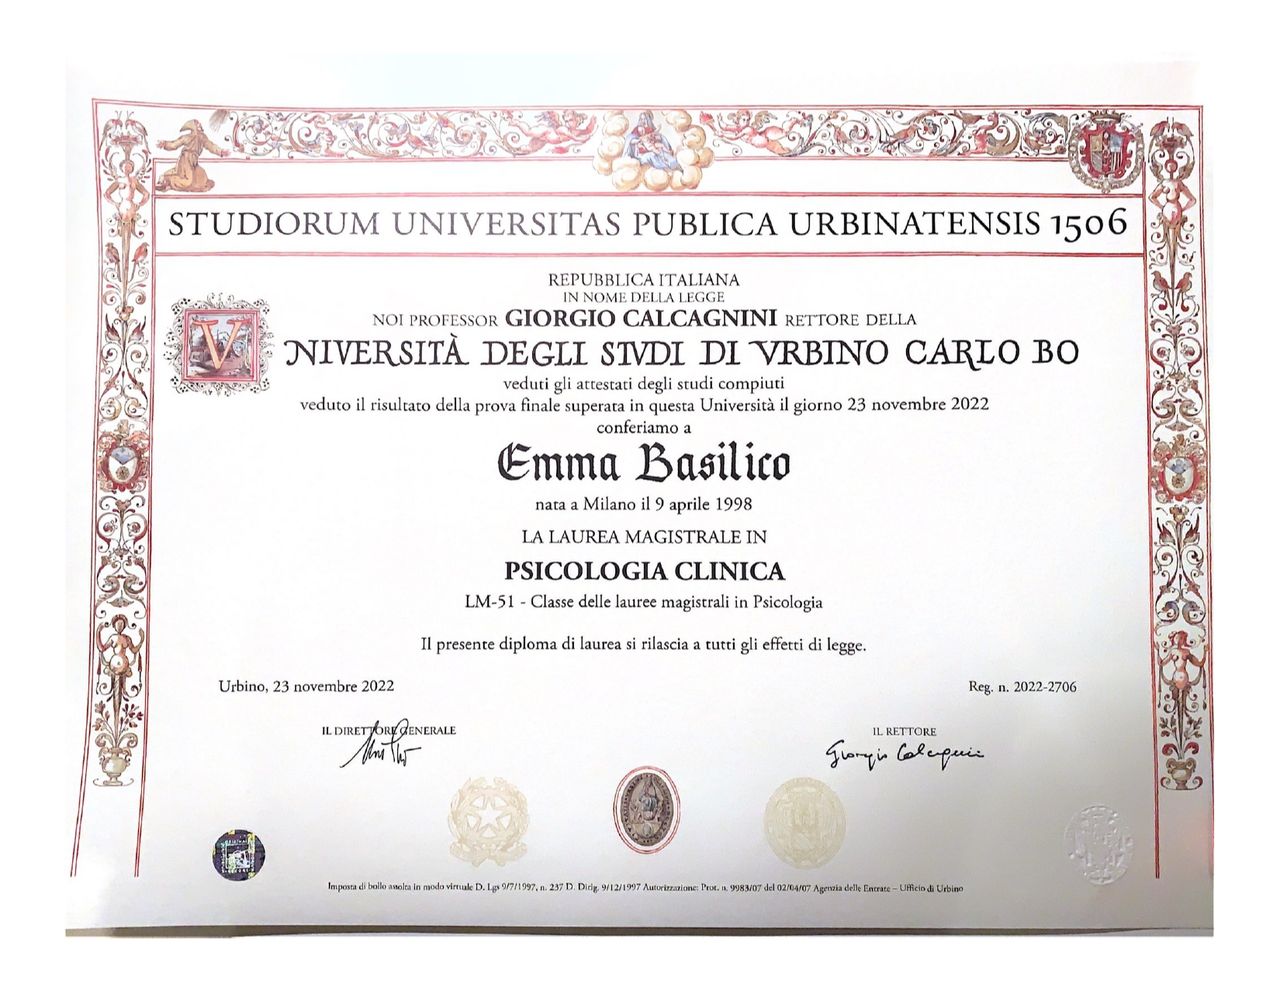 STUDIORUM UNIVERSITAS PUBLICA URBINATENSIS 1506
REPUBBLICA ITALIANA
IN NOME DELLA LEGGE
NOI PROFESSOR GIORGIO CALCAGNINI RETTORE DELLA
VNIVERSITÀ DEGLI STVDI DI VRBINO CARLO BO
veduti gli attestati degli studi compiuti
veduto il risultato della prova finale superata in questa Università il giorno 23 novembre 2022
conferiamo a
Emma Basilico
nata a Milano il 9 aprile 1998
LA LAUREA MAGISTRALE IN
PSICOLOGIA CLINICA
LM-51 - Classe delle lauree magistrali in Psicologia
Il presente diploma di laurea si rilascia a tutti gli effetti di legge.
Urbino, 23 novembre 2022
Reg. n. 2022-2706
IL DIRETTORE GENERALE
IL RETTORE
Giorgio Calcagnini
Imposta di bollo assolta in modo virtuale D. Lgs 9/7/1997, n. 237 D. Dirig. 9/12/1997 Autorizzazione: Prot. n. 9983/07 del 02/04/07 Agenzia delle Entrate – Ufficio di Urbino